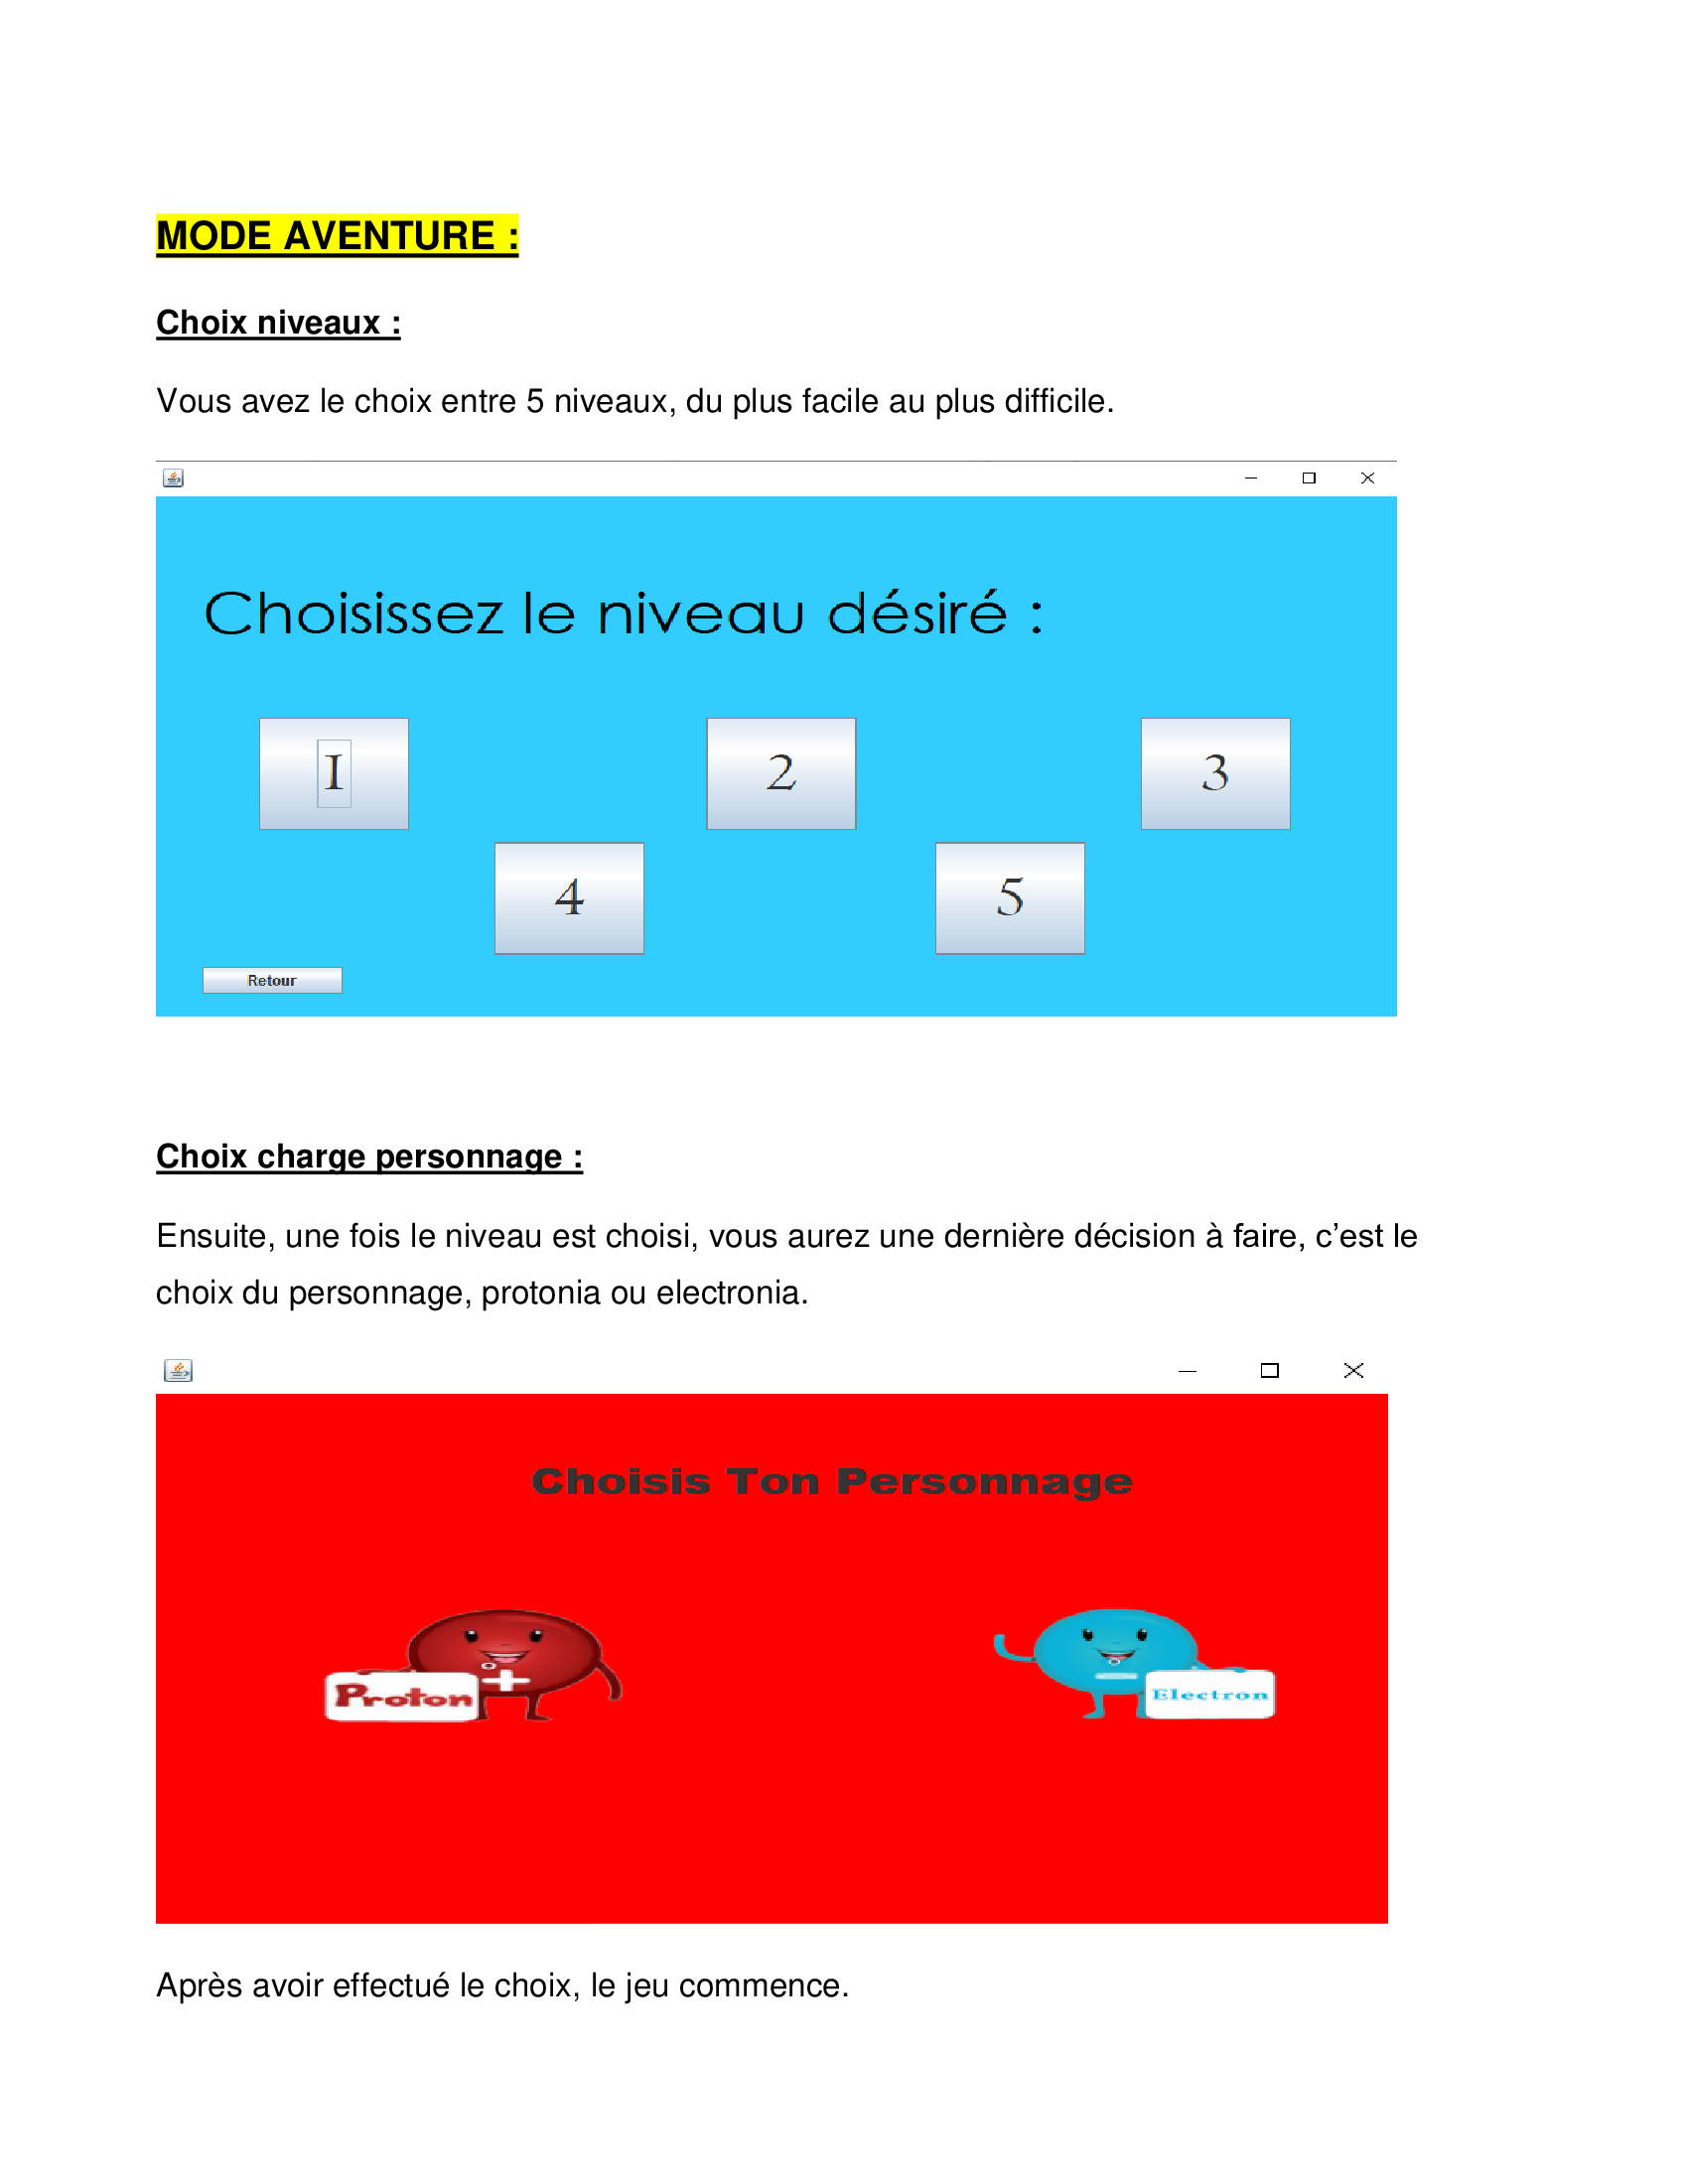 MODE AVENTURE :
Choix niveaux :
Vous avez le choix entre 5 niveaux, du plus facile au plus difficile.
Choisissez le niveau désiré :
1 2 3
4 5
Retour
Choix charge personnage :
Ensuite, une fois le niveau est choisi, vous aurez une dernière décision à faire, c’est le
choix du personnage, protonia ou electronia.
Choisis Ton Personnage
Proton + − Electron
Après avoir effectué le choix, le jeu commence.